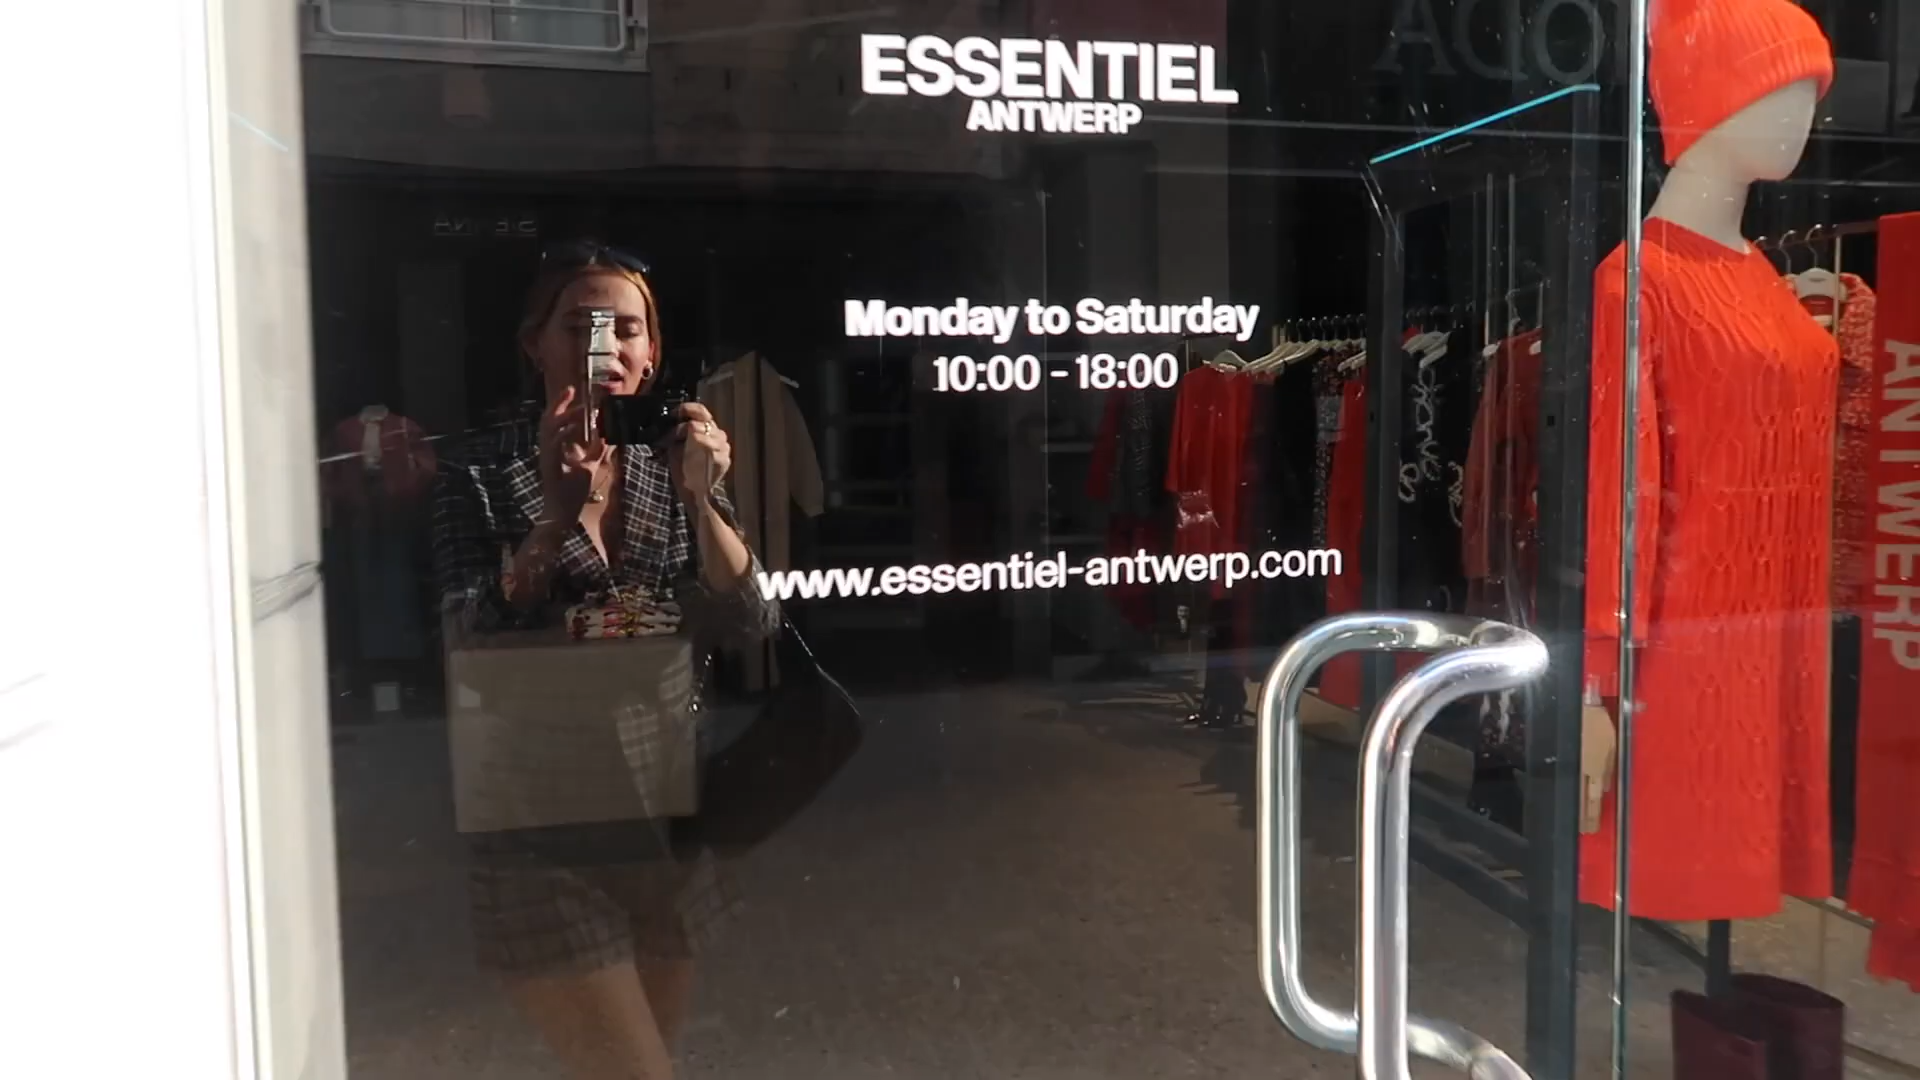 ESSENTIEL
ANTWERP
Monday to Saturday
10:00 - 18:00
www.essentiel-antwerp.com
ANTWERP